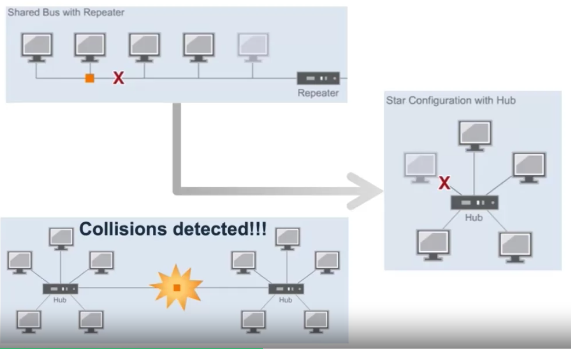 Shared Bus with Repeater
X
Repeater
Star Configuration with Hub
X
Hub
Collisions detected!!!
Hub
Hub